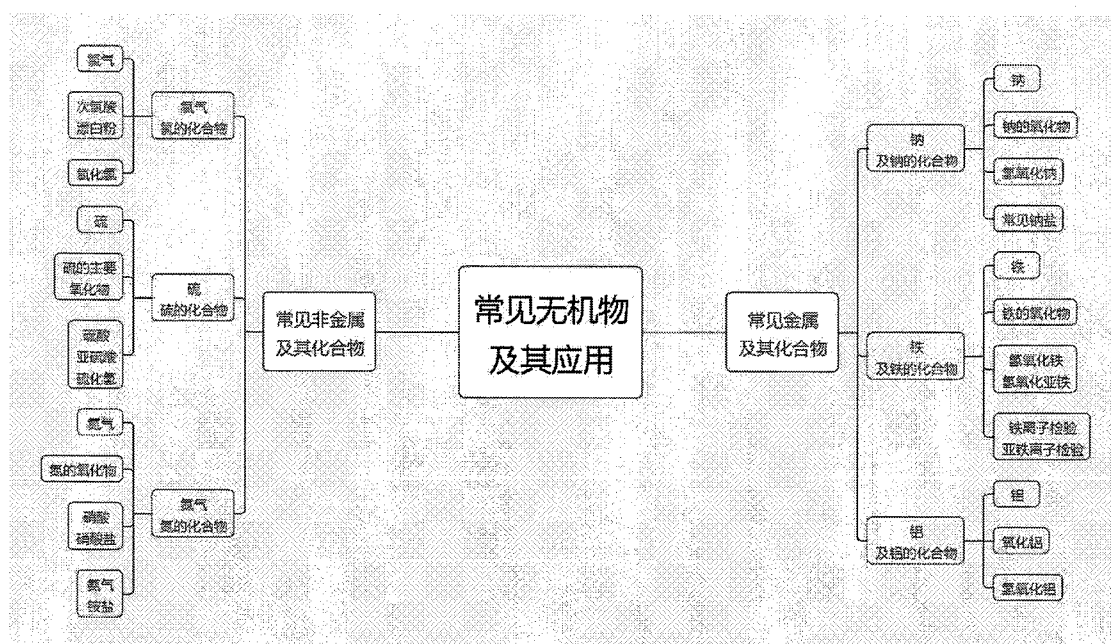 常见无机物
及其应用
常见非金属
及其化合物
氯气
氯的化合物
氯气
次氯酸
漂白粉
氯化氢
硫
硫的化合物
硫
硫的主要
氧化物
硫酸
亚硫酸
硫化氢
氮气
氮的化合物
氮气
氮的氧化物
硝酸
硝酸盐
氨气
铵盐
常见金属
及其化合物
钠
及钠的化合物
钠
钠的氧化物
氢氧化钠
常见钠盐
铁
及铁的化合物
铁
铁的氧化物
氢氧化铁
氢氧化亚铁
铁离子检验
亚铁离子检验
铝
及铝的化合物
铝
氧化铝
氢氧化铝